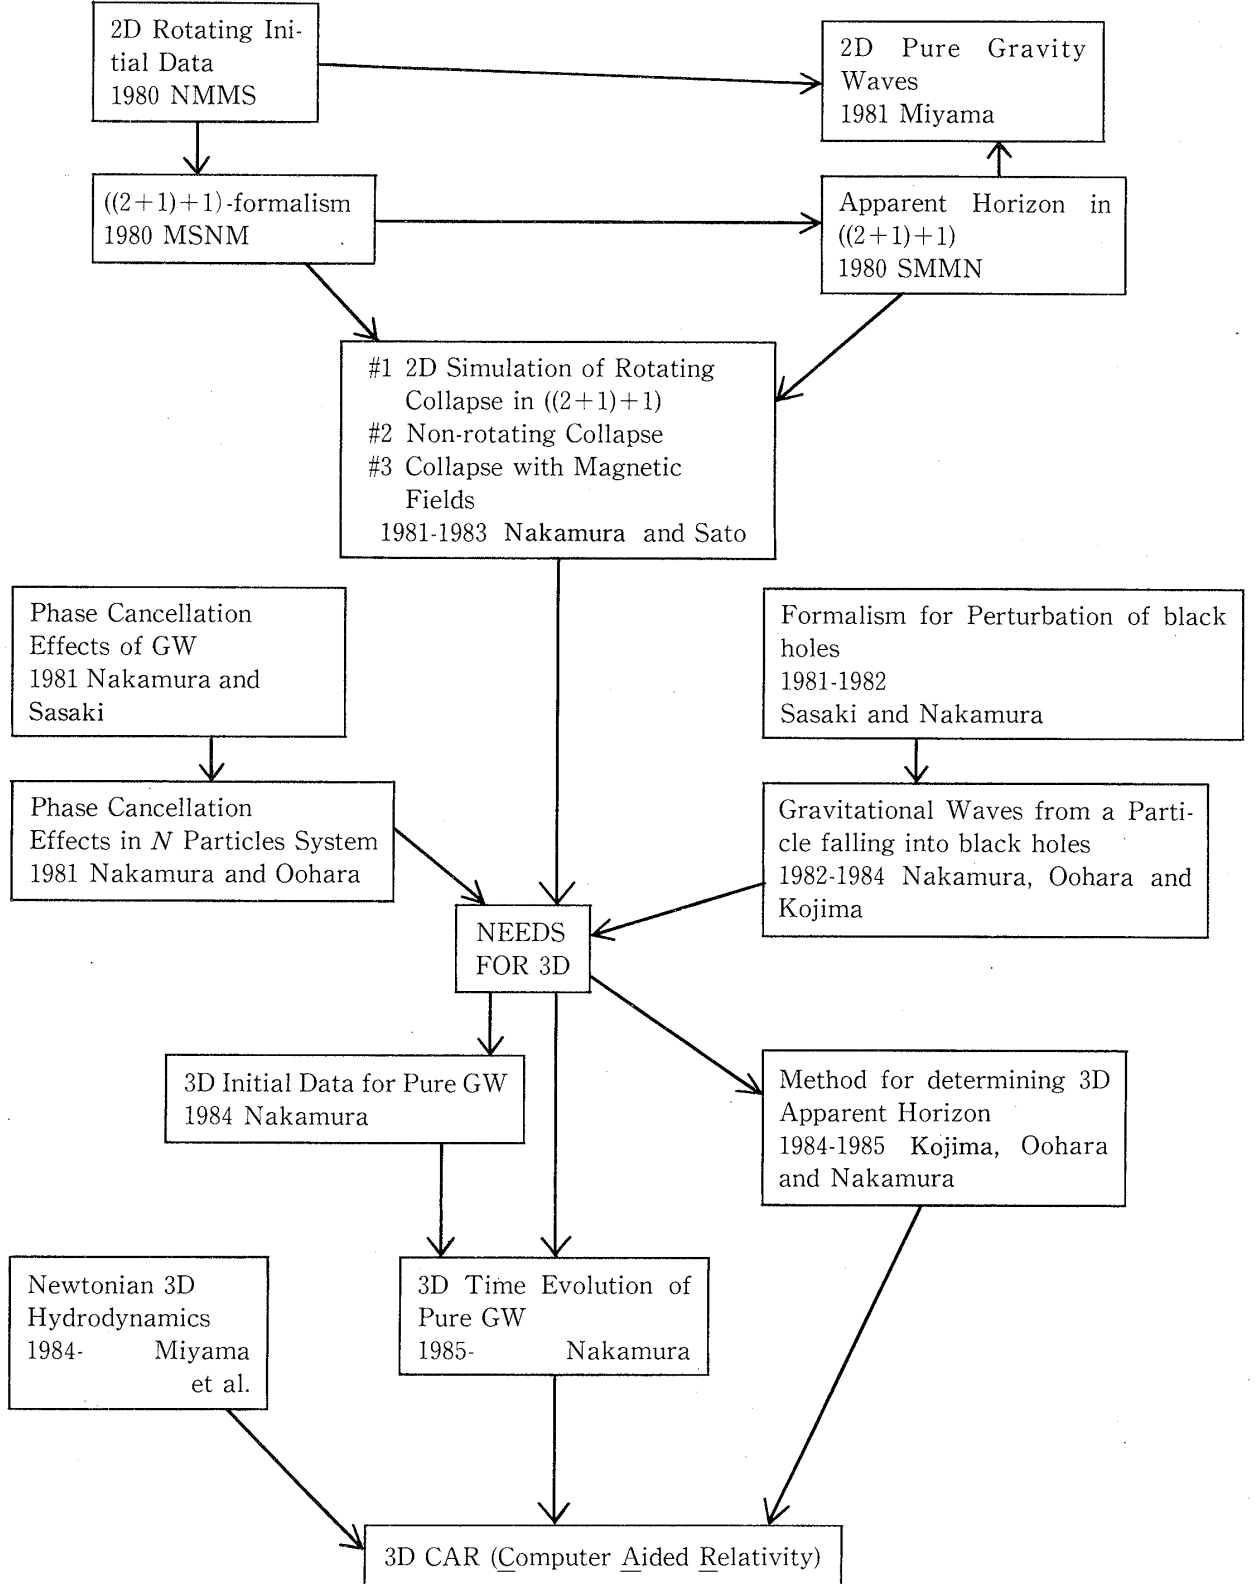 2D Rotating Ini-
tial Data
1980 NMMS
2D Pure Gravity
Waves
1981 Miyama
((2+1)+1)-formalism
1980 MSNM
Apparent Horizon in
((2+1)+1)
1980 SMMN
#1 2D Simulation of Rotating
Collapse in ((2+1)+1)
#2 Non-rotating Collapse
#3 Collapse with Magnetic
Fields
1981-1983 Nakamura and Sato
Phase Cancellation
Effects of GW
1981 Nakamura and
Sasaki
Formalism for Perturbation of black
holes
1981-1982
Sasaki and Nakamura
Phase Cancellation
Effects in N Particles System
1981 Nakamura and Oohara
Gravitational Waves from a Parti-
cle falling into black holes
1982-1984 Nakamura, Oohara and
Kojima
NEEDS
FOR 3D
3D Initial Data for Pure GW
1984 Nakamura
Method for determining 3D
Apparent Horizon
1984-1985 Kojima, Oohara
and Nakamura
Newtonian 3D
Hydrodynamics
1984- Miyama
et al.
3D Time Evolution of
Pure GW
1985- Nakamura
3D CAR (Computer Aided Relativity)